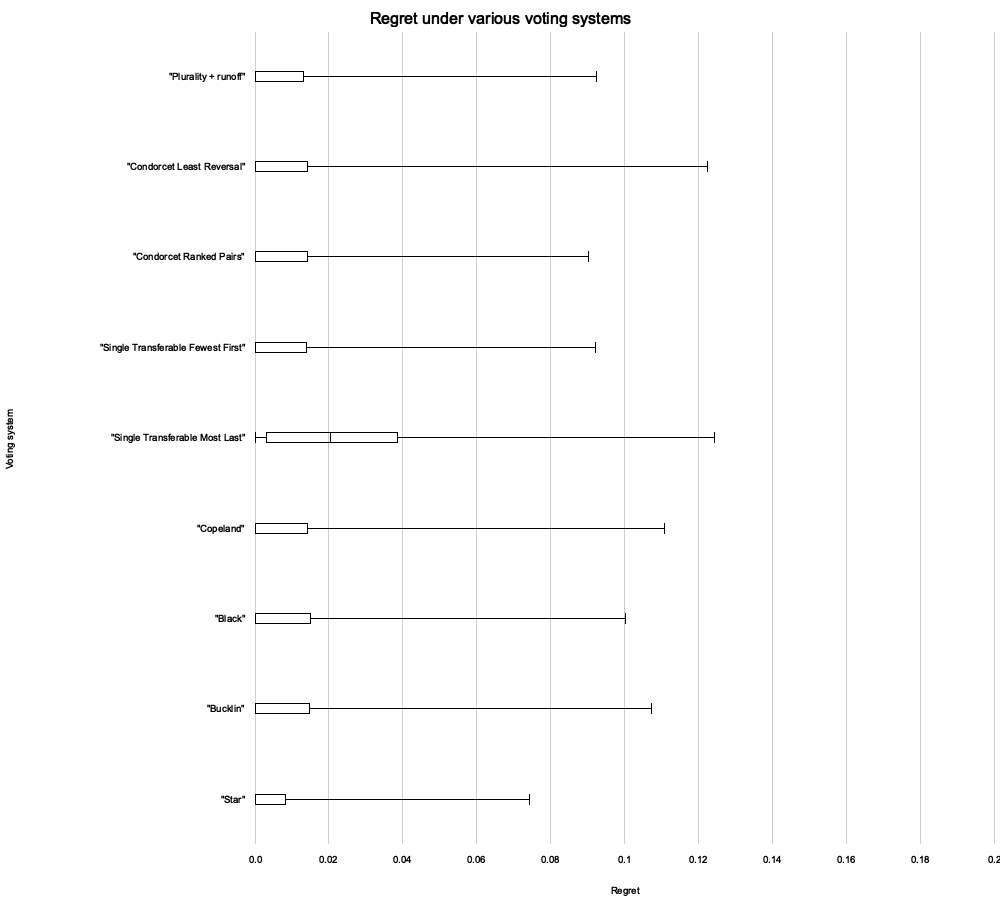 Regret under various voting systems
"Plurality + runoff"
"Condorcet Least Reversal"
"Condorcet Ranked Pairs"
"Single Transferable Fewest First"
"Single Transferable Most Last"
"Copeland"
"Black"
"Bucklin"
"Star"
Voting system
0.0 0.02 0.04 0.06 0.08 0.1 0.12 0.14 0.16 0.18 0.2
Regret